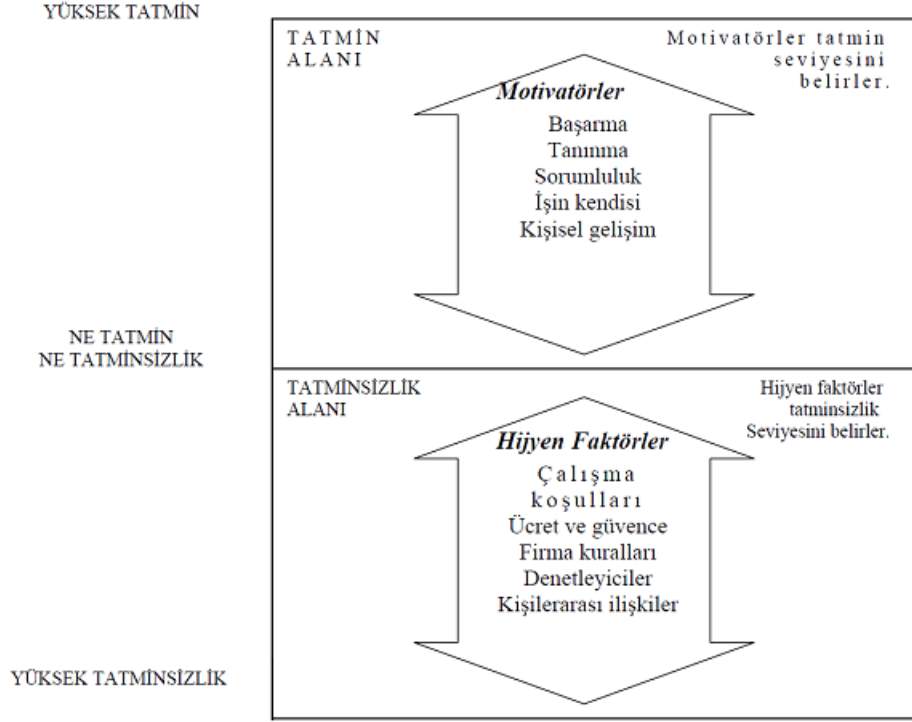 YÜKSEK TATMİN
TATMİN
ALANI
Motivatörler tatmin
seviyesini
belirler.
Motivatörler
Başarma
Tanınma
Sorumluluk
İşin kendisi
Kişisel gelişim
NE TATMİN
NE TATMİNSİZLİK
TATMİNSİZLİK
ALANI
Hijyen faktörler
tatminsizlik
Seviyesini belirler.
Hijyen Faktörler
Çalışma
koşulları
Ücret ve güvence
Firma kuralları
Denetleyiciler
Kişilerarası ilişkiler
YÜKSEK TATMİNSİZLİK